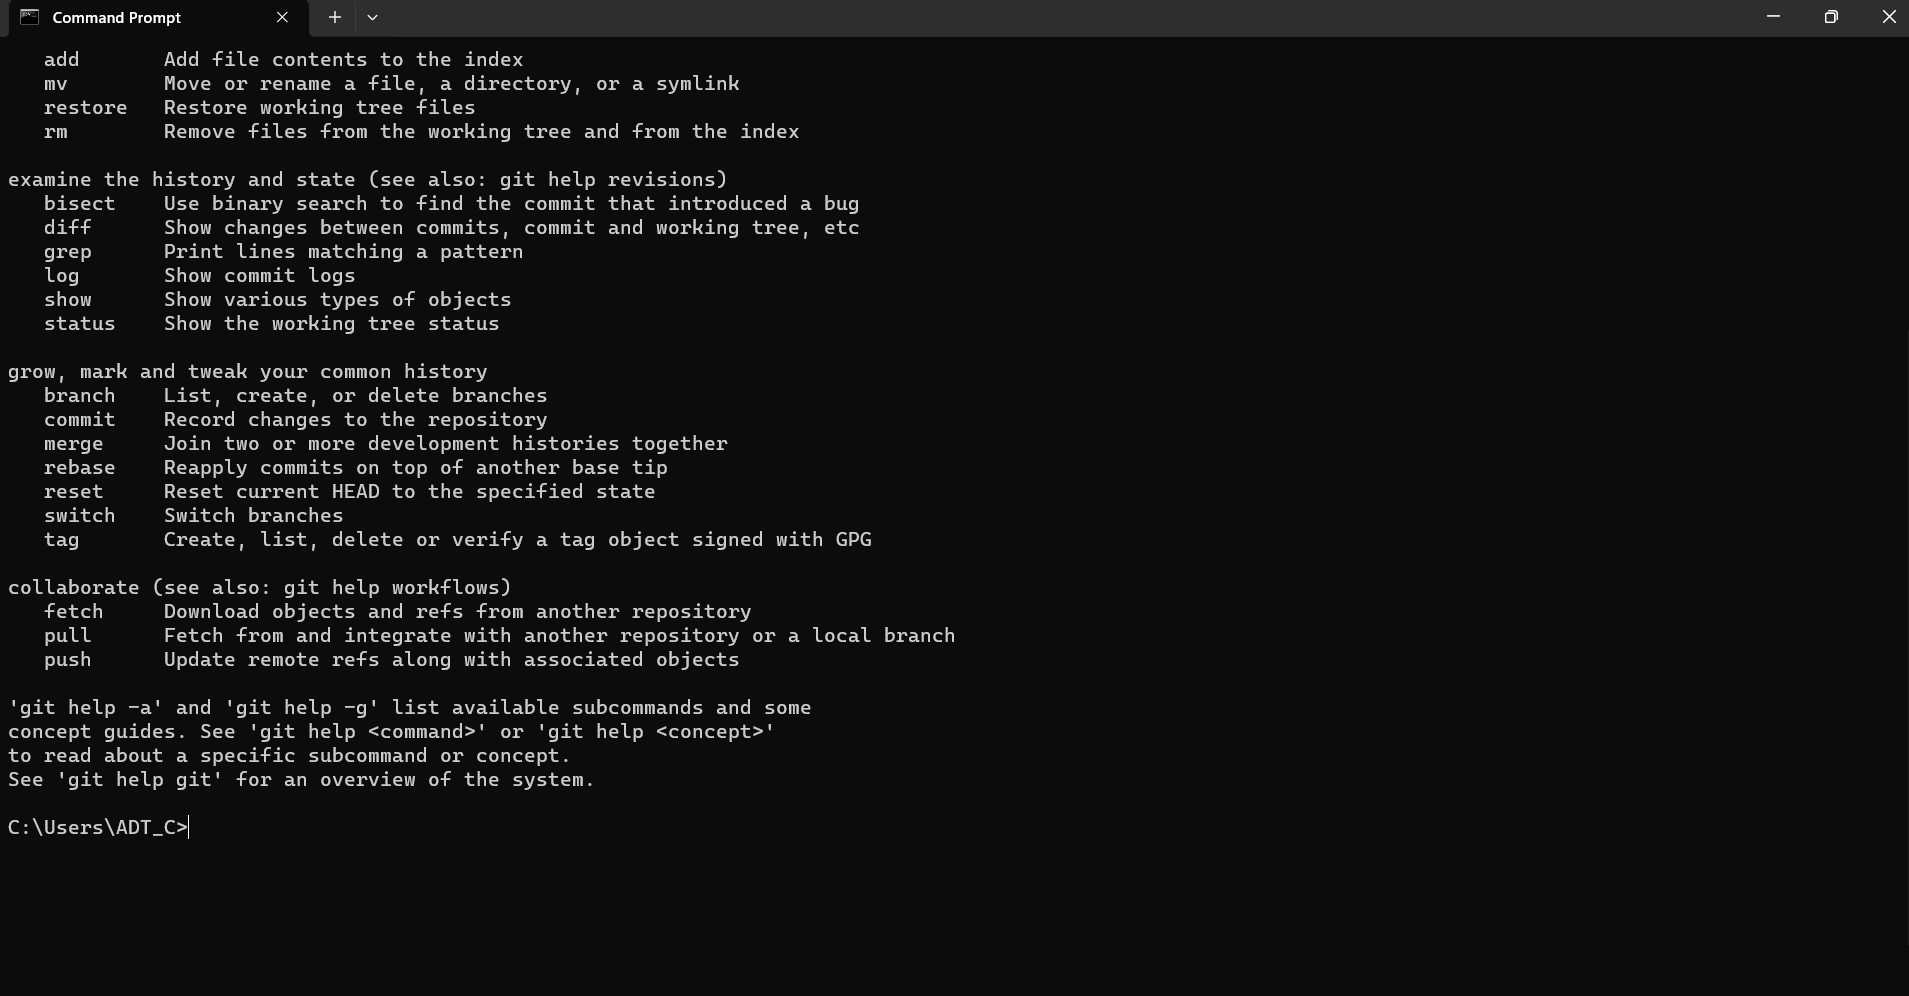 Command Prompt
add Add file contents to the index
mv Move or rename a file, a directory, or a symlink
restore Restore working tree files
rm Remove files from the working tree and from the index
examine the history and state (see also: git help revisions)
bisect Use binary search to find the commit that introduced a bug
diff Show changes between commits, commit and working tree, etc
grep Print lines matching a pattern
log Show commit logs
show Show various types of objects
status Show the working tree status
grow, mark and tweak your common history
branch List, create, or delete branches
commit Record changes to the repository
merge Join two or more development histories together
rebase Reapply commits on top of another base tip
reset Reset current HEAD to the specified state
switch Switch branches
tag Create, list, delete or verify a tag object signed with GPG
collaborate (see also: git help workflows)
fetch Download objects and refs from another repository
pull Fetch from and integrate with another repository or a local branch
push Update remote refs along with associated objects
'git help -a' and 'git help -g' list available subcommands and some
concept guides. See 'git help <command>' or 'git help <concept>'
to read about a specific subcommand or concept.
See 'git help git' for an overview of the system.
C:\Users\ADT_C>